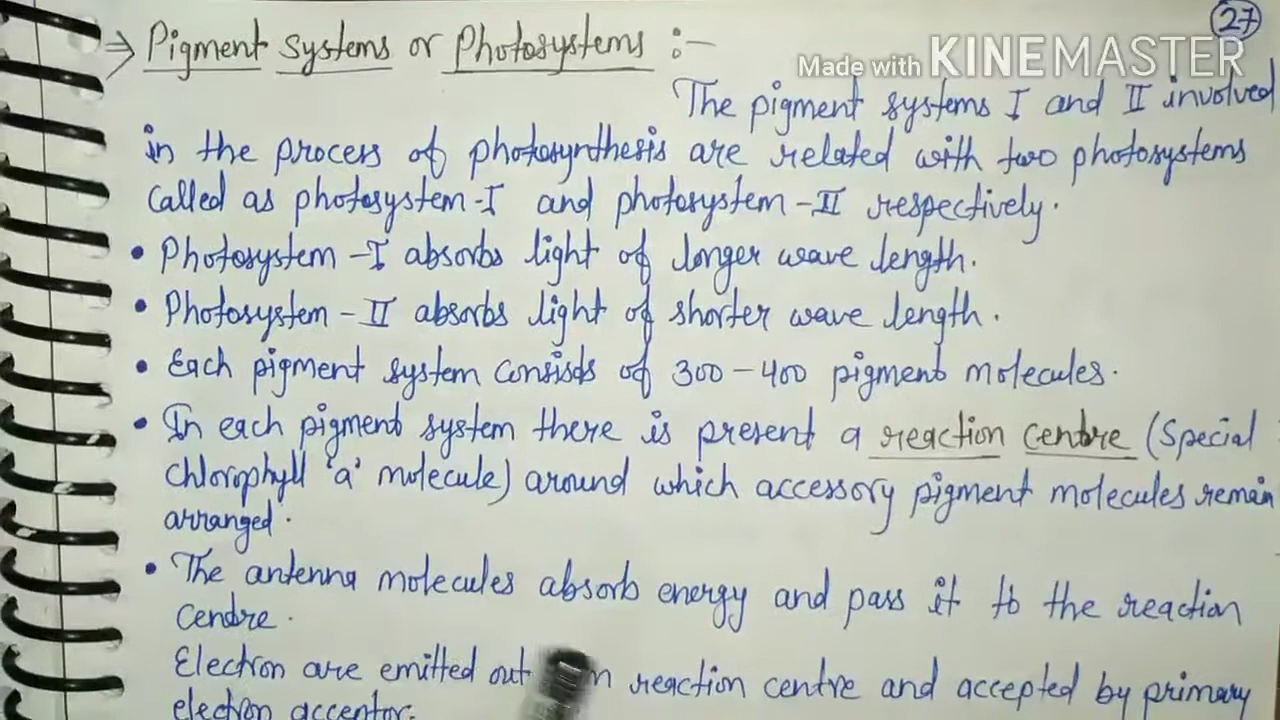 27
⇒ Pigment systems or Photosystems :-
Made with KINEMASTER
The pigment systems I and II involved
in the process of photosynthesis are related with two photosystems
called as photosystem-I and photosystem-II respectively.
• Photosystem-I absorbs light of longer wave length.
• Photosystem-II absorbs light of shorter wave length.
• Each pigment system consists of 300-400 pigment molecules.
• In each pigment system there is present a reaction centre (Special
chlorophyll 'a' molecule) around which accessory pigment molecules remain
arranged.
• The antenna molecules absorb energy and pass it to the reaction
centre.
Electron are emitted out reaction centre and accepted by primary
electron acceptor.